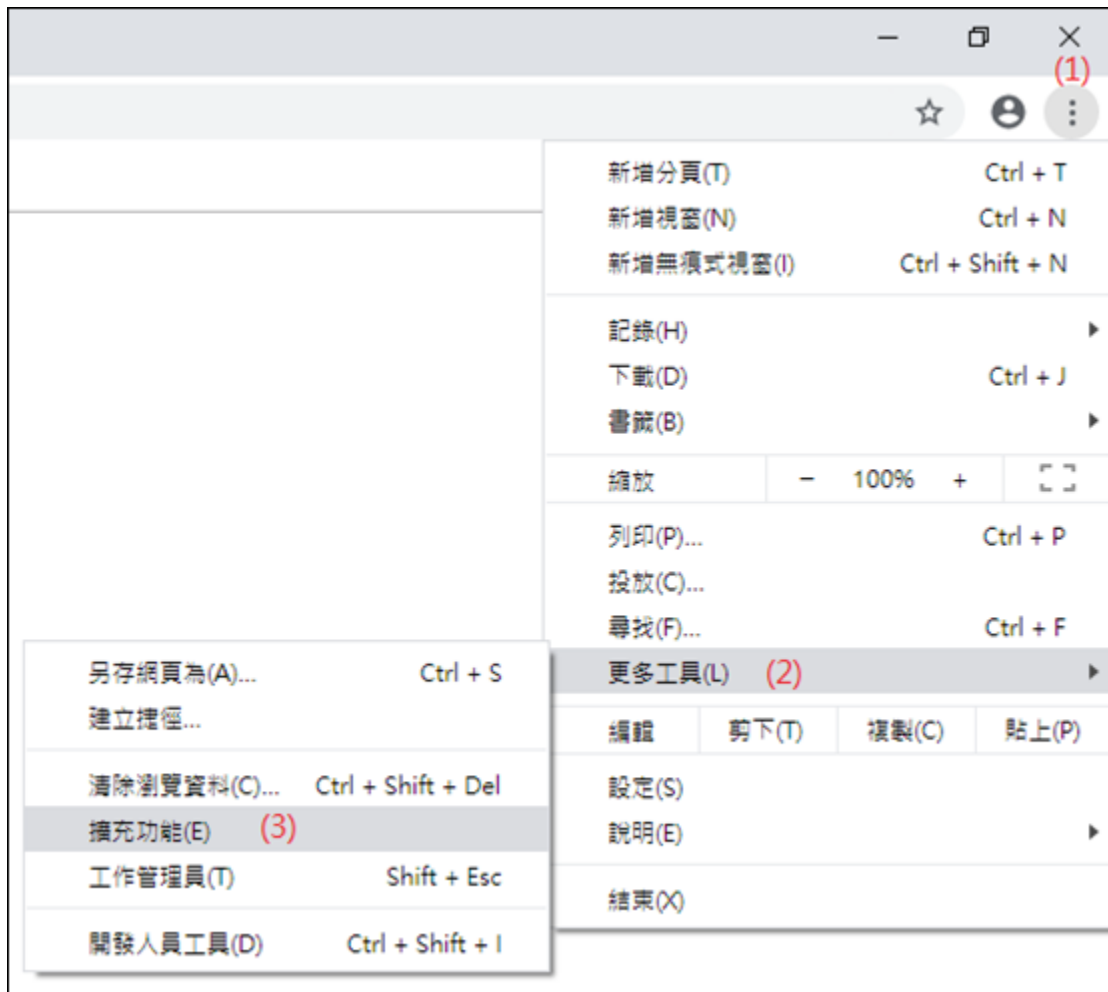 (1)
新增分頁(T) Ctrl + T
新增視窗(N) Ctrl + N
新增無痕式視窗(I) Ctrl + Shift + N
記錄(H)
下載(D) Ctrl + J
書籤(B)
縮放 − 100% +
列印(P)... Ctrl + P
投放(C)...
尋找(F)... Ctrl + F
更多工具(L) (2)
編輯 剪下(T) 複製(C) 貼上(P)
設定(S)
說明(E)
結束(X)
另存網頁為(A)... Ctrl + S
建立捷徑...
清除瀏覽資料(C)... Ctrl + Shift + Del
擴充功能(E) (3)
工作管理員(T) Shift + Esc
開發人員工具(D) Ctrl + Shift + I